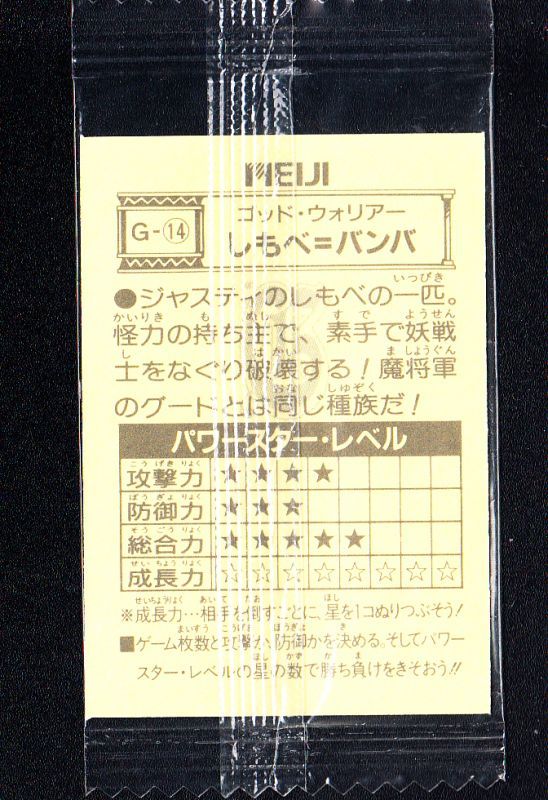 MEIJI
G-⑭
ゴッド・ウォリアー
しもべ=バンバ
●ジャスティのしもべの一匹。
怪力の持ち主で、素手で妖戦
士をなぐり破壊する!魔将軍
のグードとは同じ種族だ!
パワースター・レベル
攻撃力 ★★★★
防御力 ★★★
総合力 ★★★★★
成長力 ☆☆☆☆☆☆☆☆
※成長力…相手を倒すごとに、星を1コぬりつぶそう!
■ゲーム枚数と攻撃か、防御かを決める。そしてパワー
スター・レベルの星の数で勝ち負けをきそおう!!